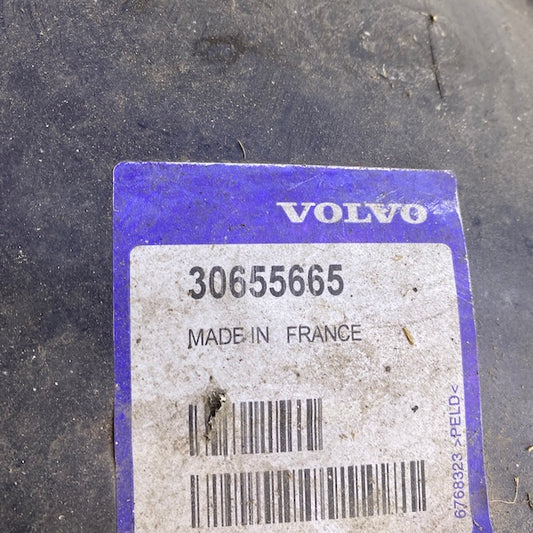 VOLVO
30655665
MADE IN FRANCE
6768323 >PELD<